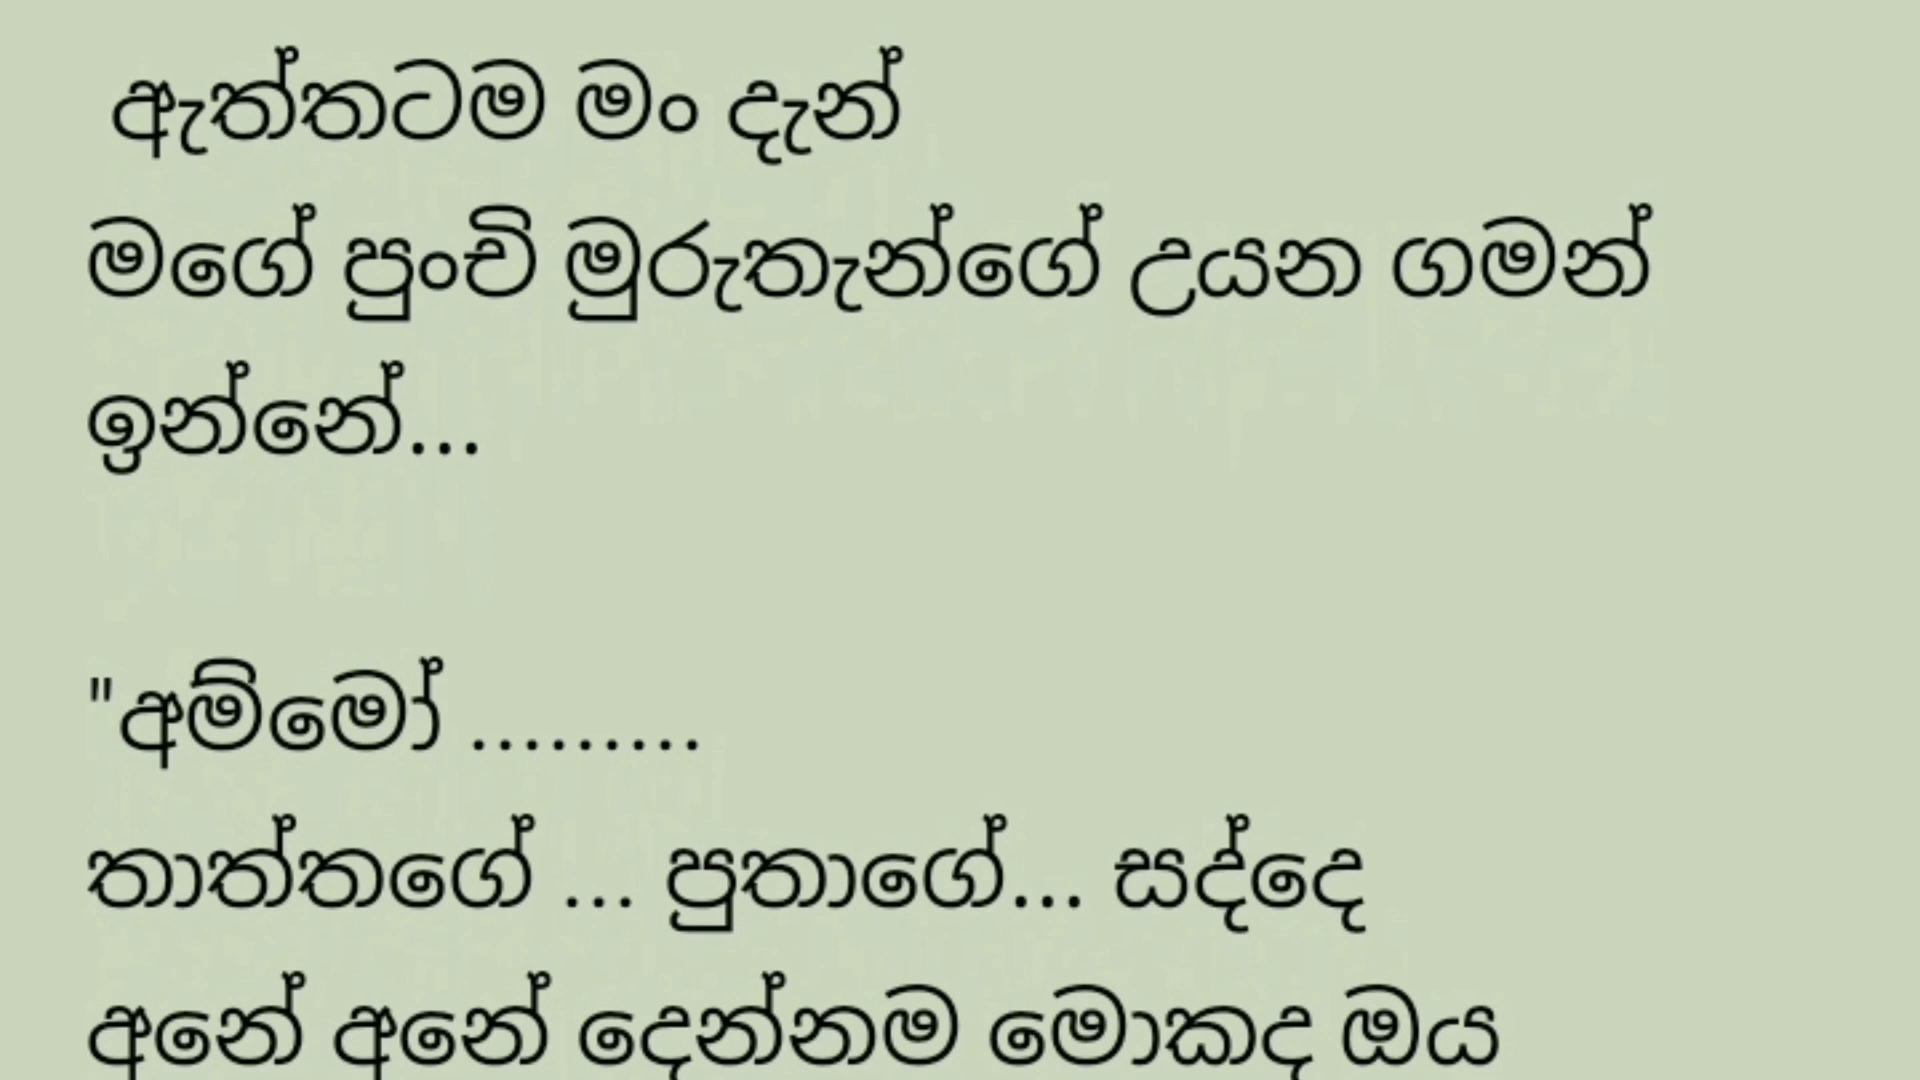 ඇත්තටම මං දැන්
මගේ පුංචි මුරුතැන්ගේ උයන ගමන්
ඉන්නේ...
"අම්මෝ .........
තාත්තගේ ... පුතාගේ... සද්දෙ
අනේ අනේ දෙන්නම මොකද ඔය